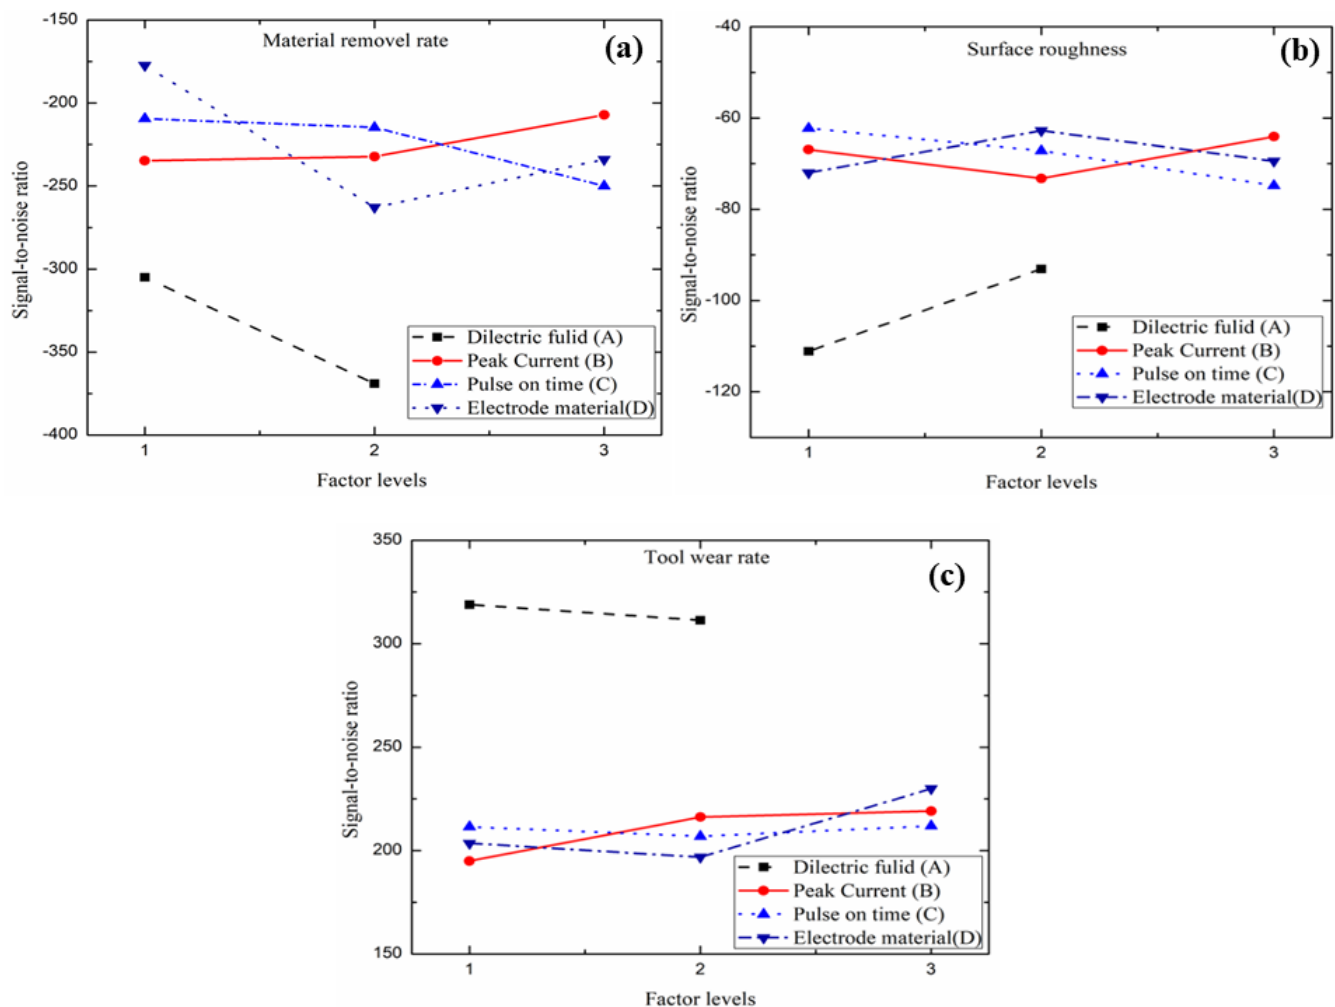 Material removel rate
(a)
Signal-to-noise ratio
-150
-200
-250
-300
-350
-400
1
2
3
Factor levels
Dilectric fulid (A)
Peak Current (B)
Pulse on time (C)
Electrode material(D)
Surface roughness
(b)
Signal-to-noise ratio
-40
-60
-80
-100
-120
1
2
3
Factor levels
Dilectric fulid (A)
Peak Current (B)
Pulse on time (C)
Electrode material(D)
Tool wear rate
(c)
Signal-to-noise ratio
350
300
250
200
150
1
2
3
Factor levels
Dilectric fulid (A)
Peak Current (B)
Pulse on time (C)
Electrode material(D)